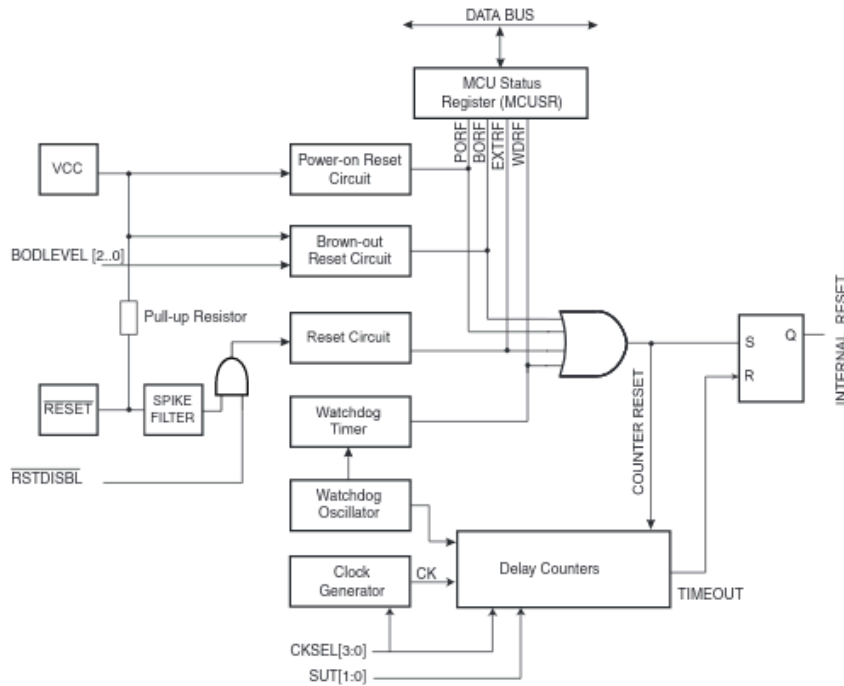 DATA BUS
MCU Status
Register (MCUSR)
PORF
BORF
EXTRF
WDRF
VCC
Power-on Reset
Circuit
BODLEVEL [2..0]
Brown-out
Reset Circuit
Pull-up Resistor
Reset Circuit
RESET
SPIKE
FILTER
RSTDISBL
Watchdog
Timer
Watchdog
Oscillator
Clock
Generator
CK
CKSEL[3:0]
SUT[1:0]
Delay Counters
COUNTER RESET
TIMEOUT
S
R
Q
INTERNAL RESET